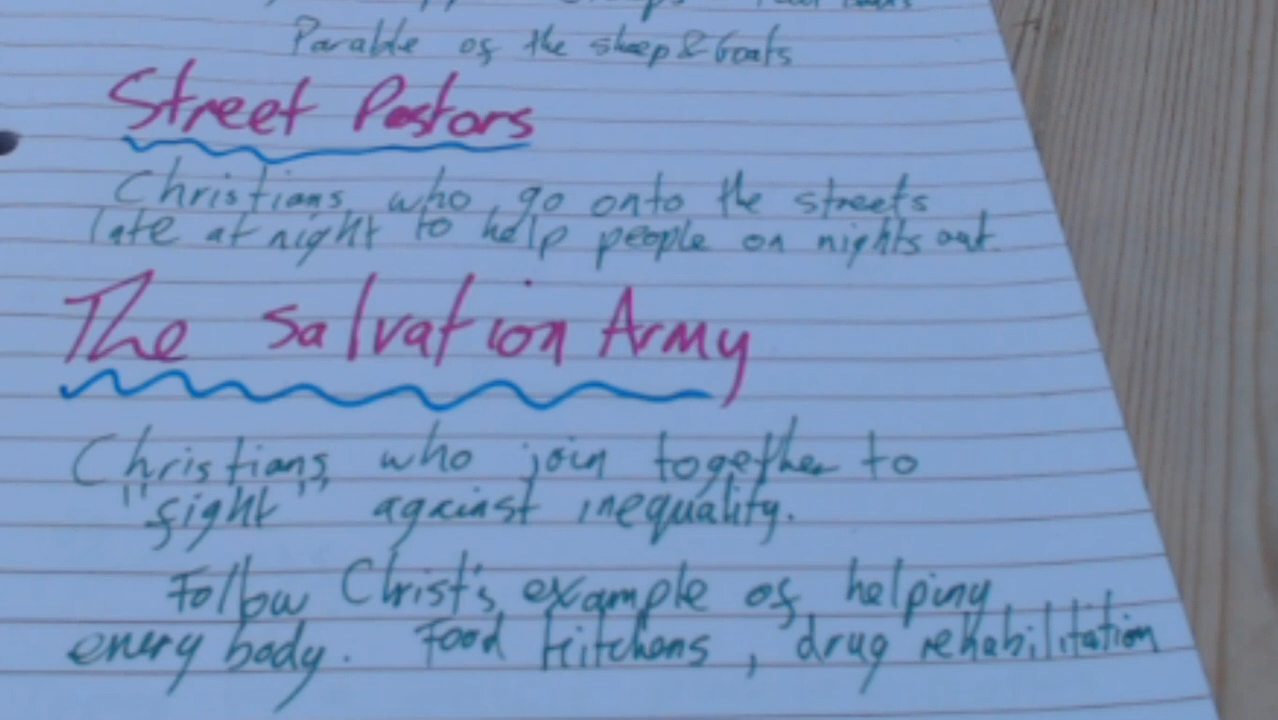 Parable of the sheep & Goats
Street Pastors
Christians who go onto the streets
late at night to help people on nights out
The Salvation Army
Christians who join together to
"fight" against inequality.
Follow Christ's example of helping
every body. Food kitchens, drug rehabilitation